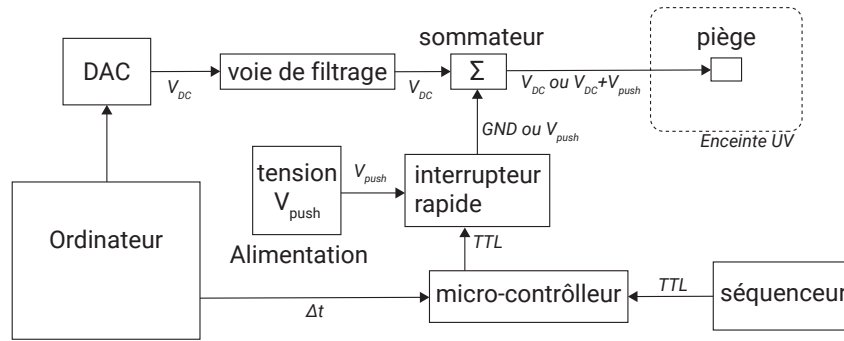 sommateur
piège
DAC
V_DC
voie de filtrage
V_DC
Σ
V_DC ou V_DC+V_push
GND ou V_push
Enceinte UV
tension
V_push
V_push
interrupteur
rapide
Ordinateur
Alimentation
TTL
Δt
micro-contrôlleur
TTL
séquenceur